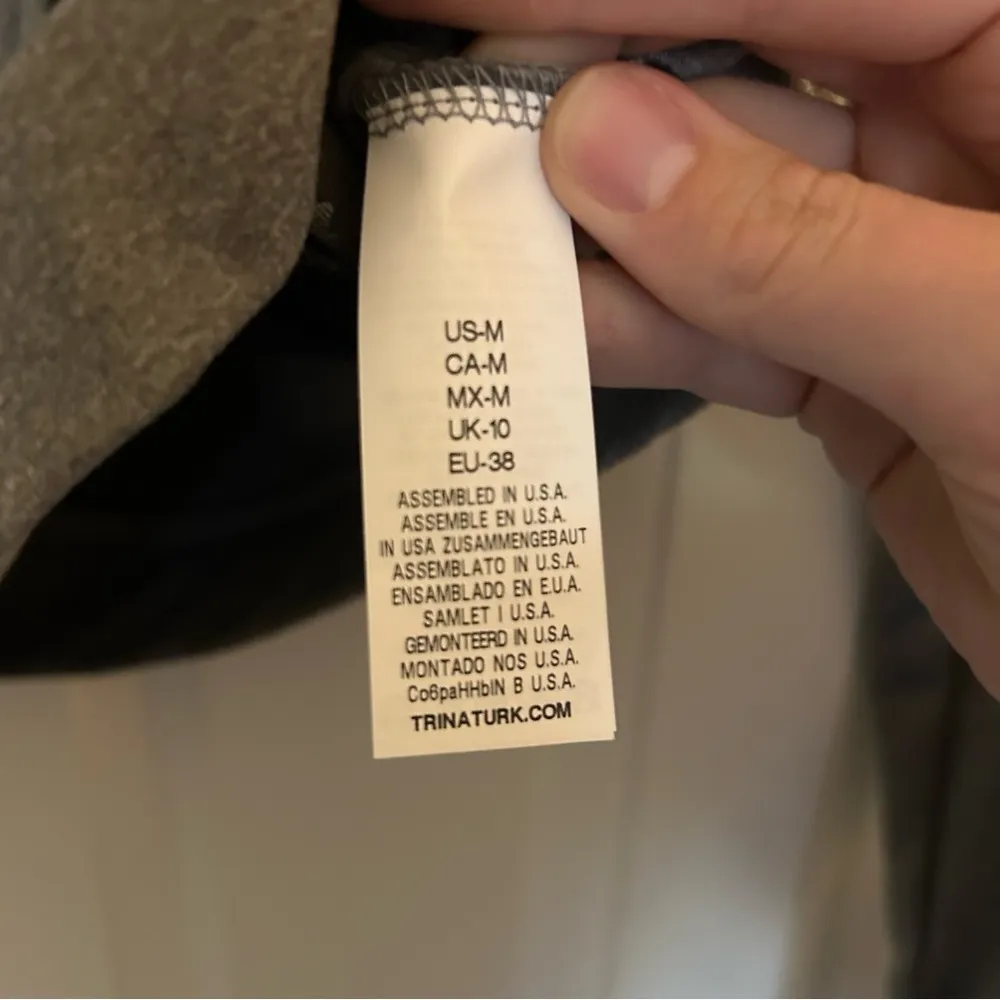 US-M
CA-M
MX-M
UK-10
EU-38
ASSEMBLED IN U.S.A.
ASSEMBLE EN U.S.A.
IN USA ZUSAMMENGEBAUT
ASSEMBLATO IN U.S.A.
ENSAMBLADO EN E.U.A.
SAMLET I U.S.A.
GEMONTEERD IN U.S.A.
MONTADO NOS U.S.A.
Co6paHHbIN B U.S.A.
TRINATURK.COM